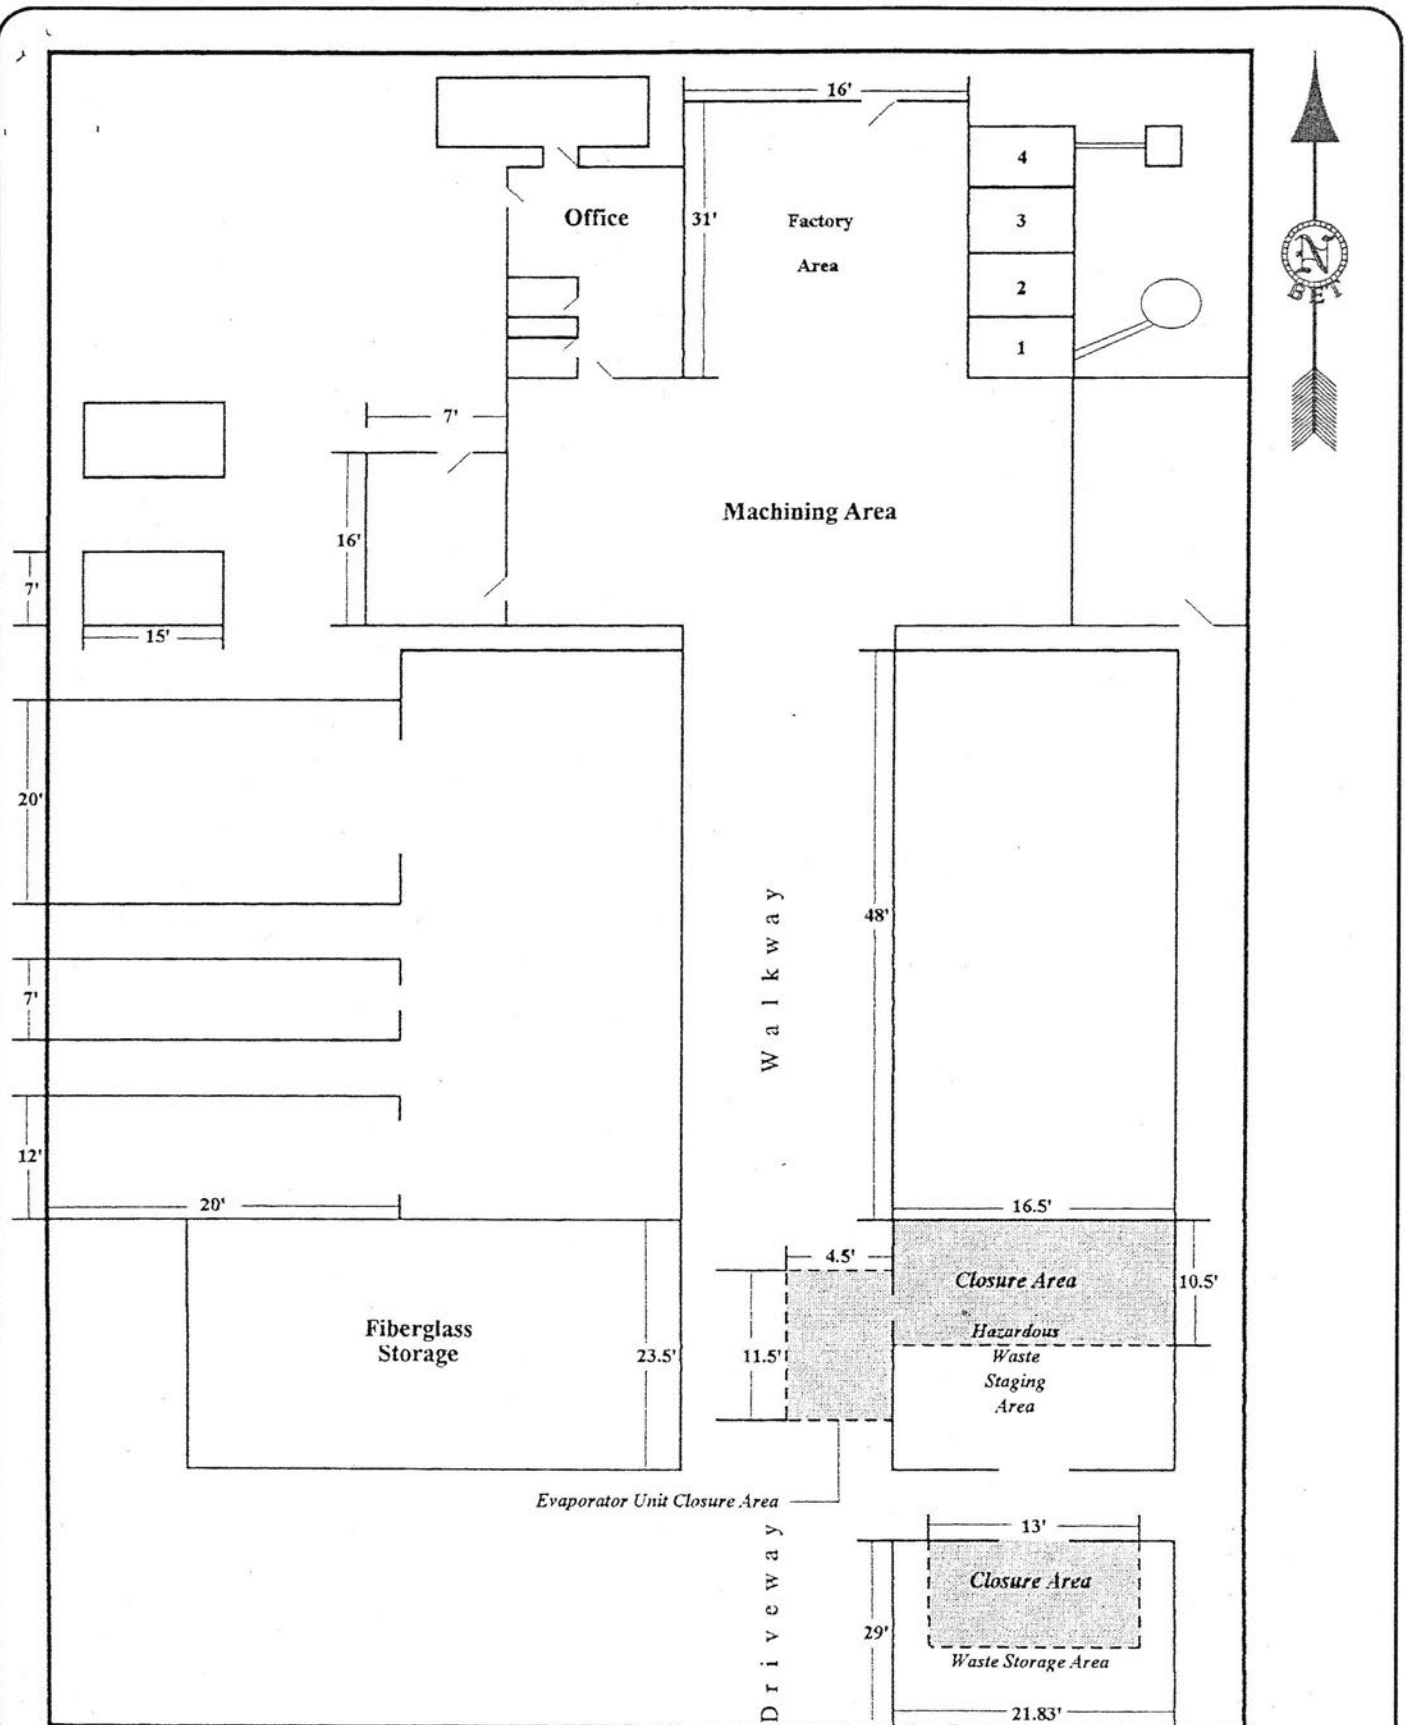 16'
4
Office
31'
Factory
3
Area
2
1
7'
Machining Area
16'
7'
15'
20'
Walkway
48'
7'
12'
20'
16.5'
4.5'
Closure Area
10.5'
Hazardous
Fiberglass
Storage
23.5'
11.5'
Waste
Staging
Area
Evaporator Unit Closure Area
13'
Driveway
Closure Area
29'
Waste Storage Area
21.83'
N